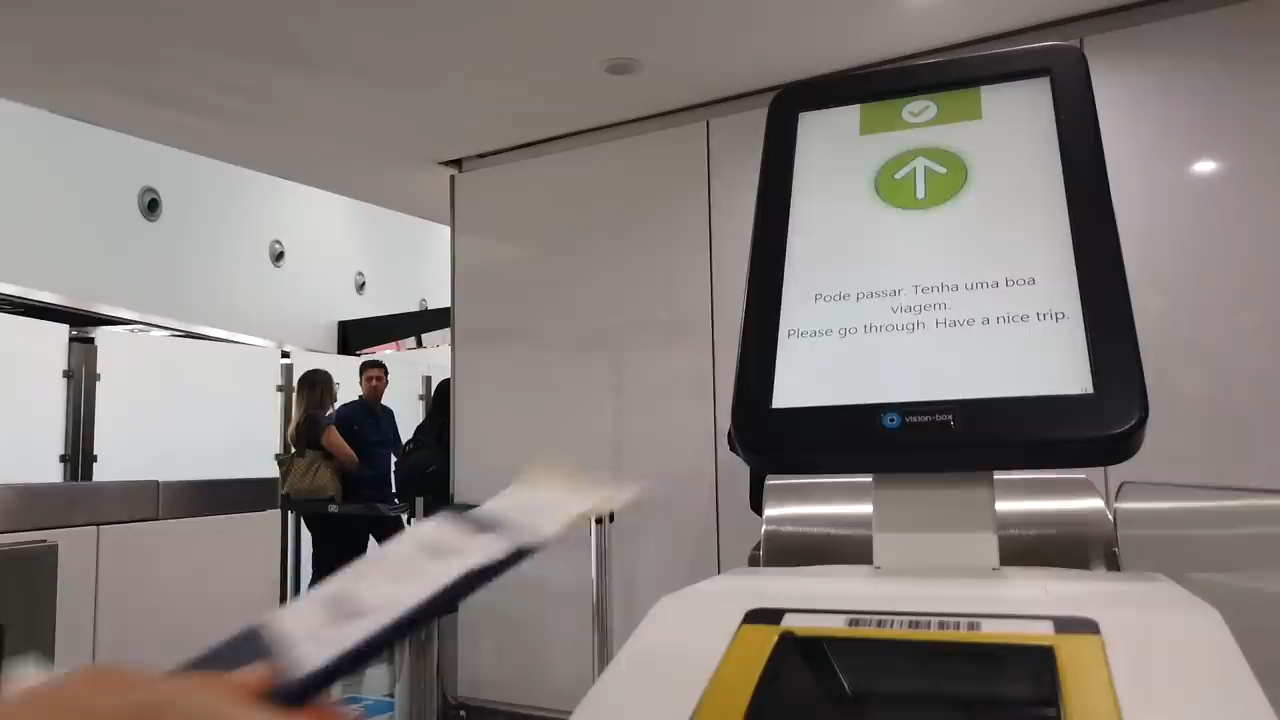 Pode passar. Tenha uma boa
viagem.
Please go through. Have a nice trip.
vision-box